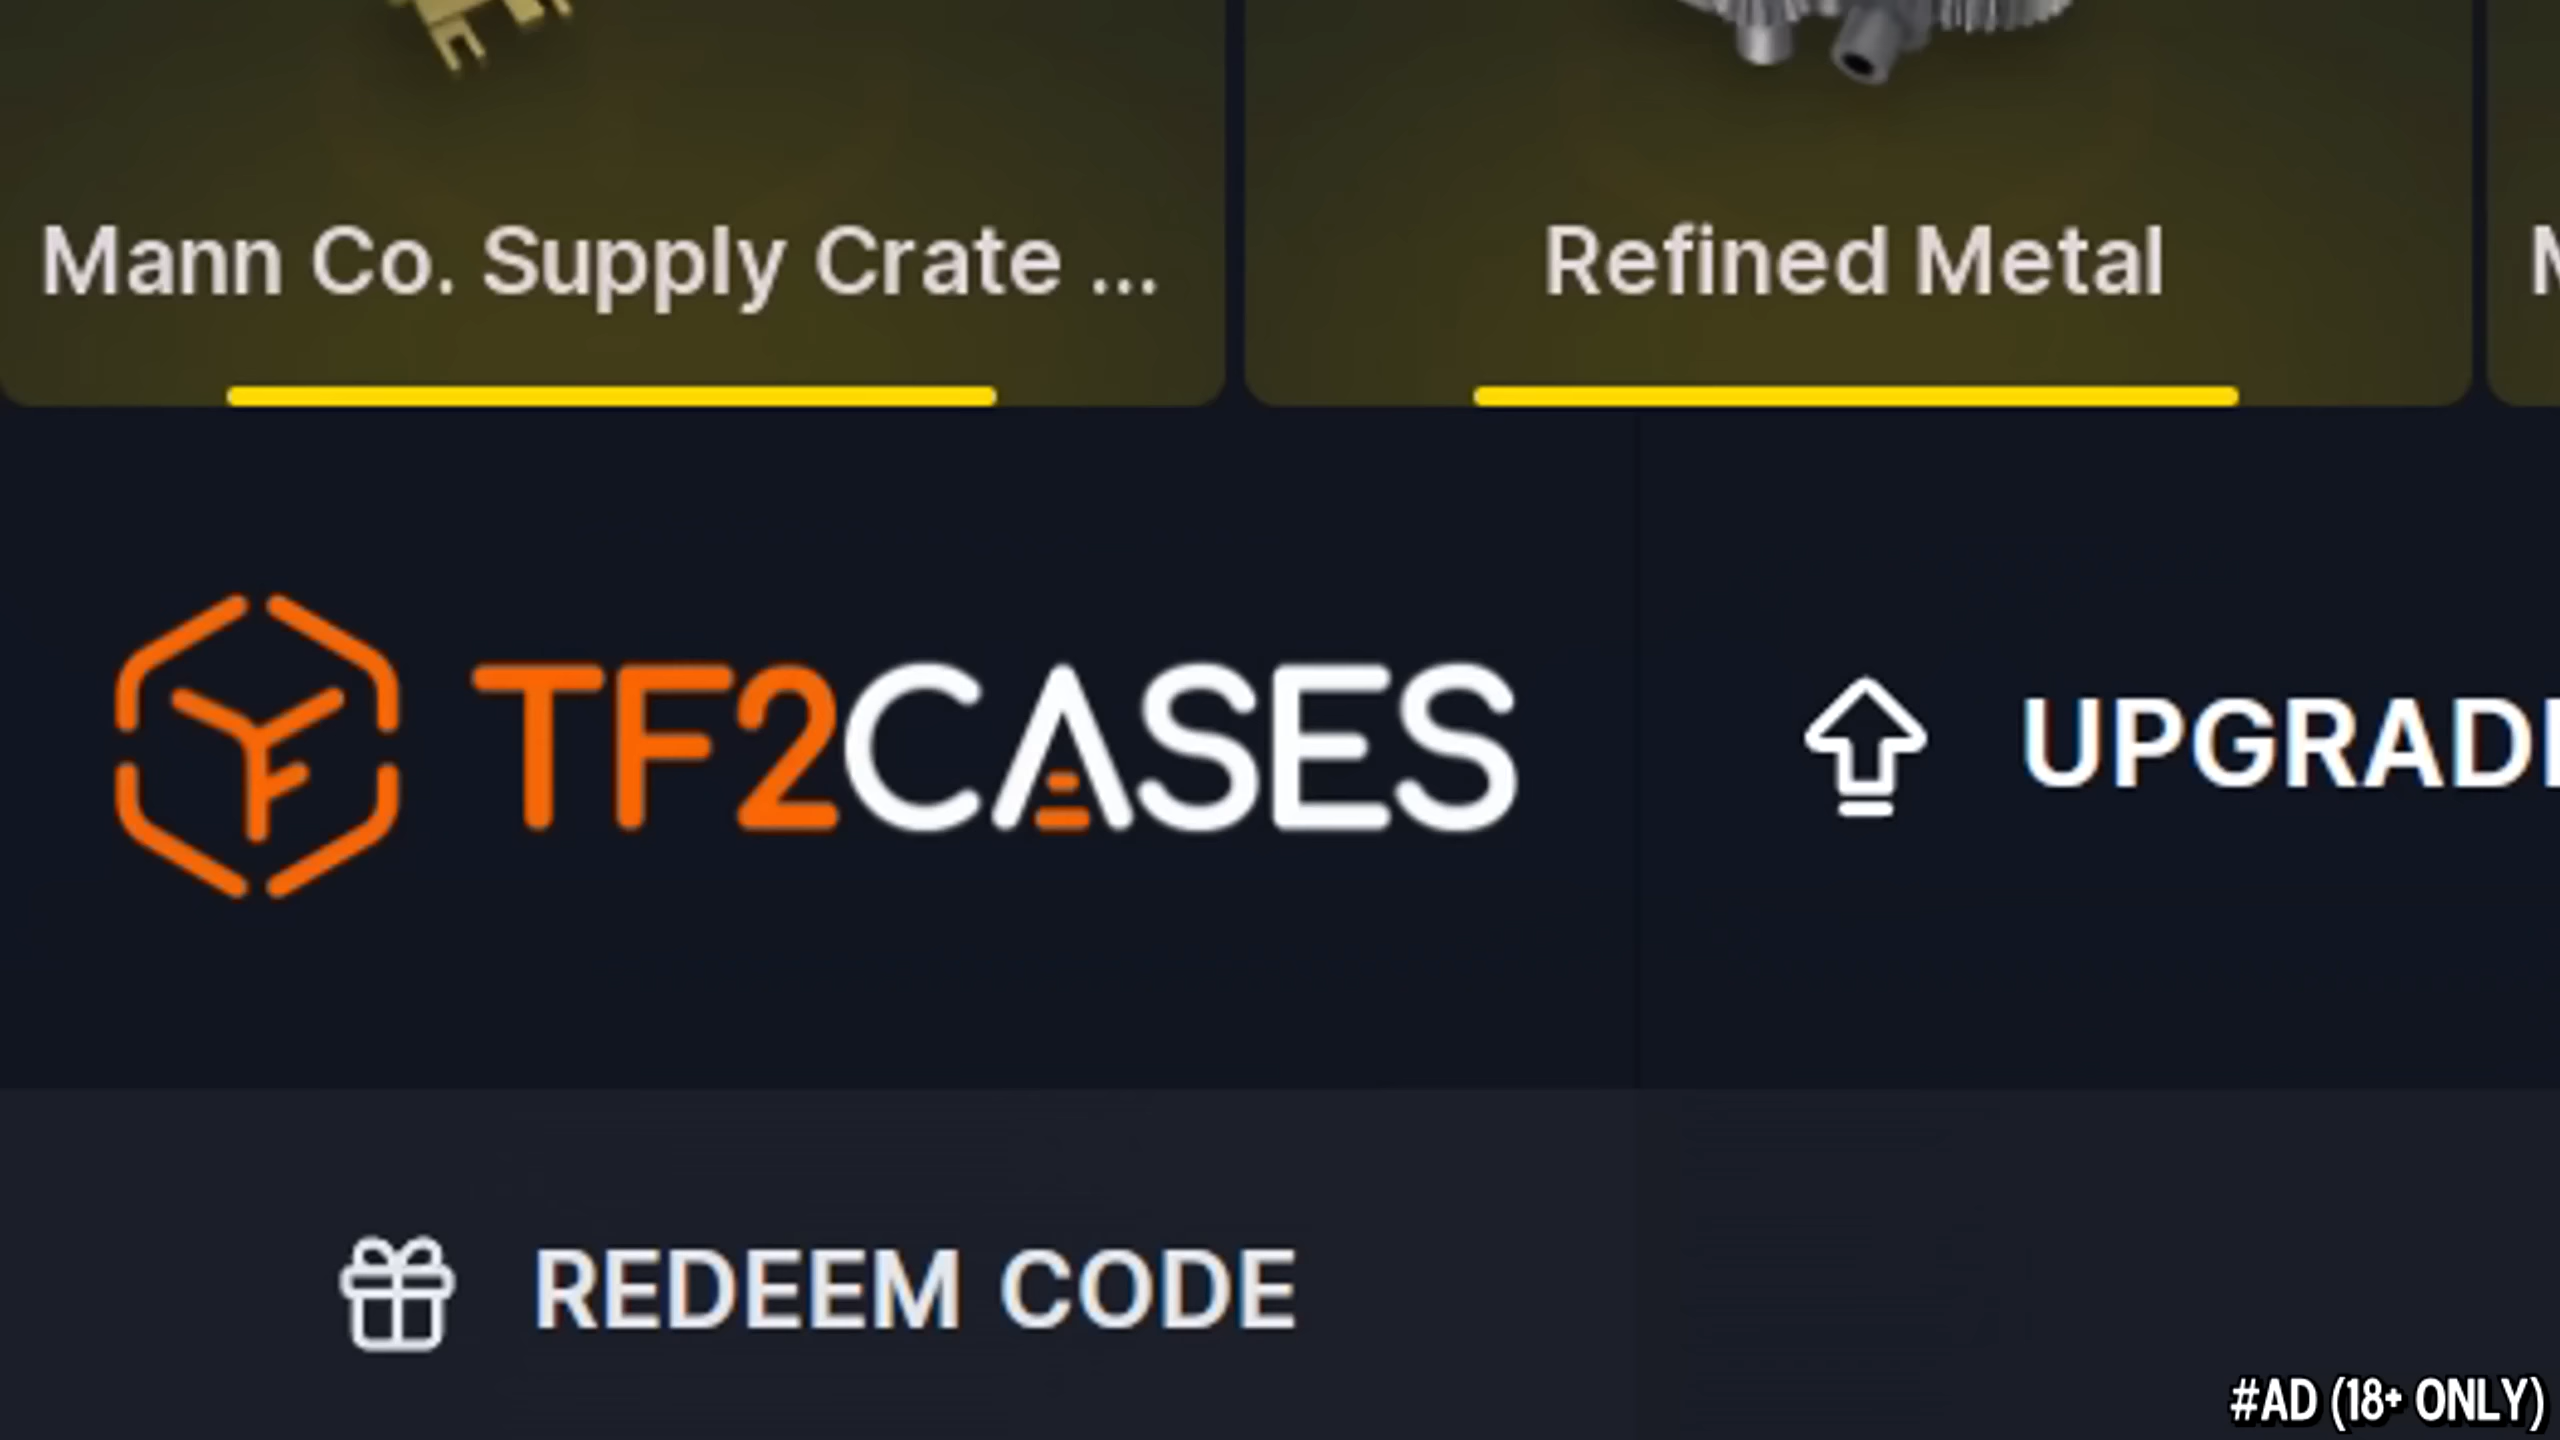 Mann Co. Supply Crate ...
Refined Metal
TF2CASES
UPGRAD
REDEEM CODE
#AD (18+ ONLY)